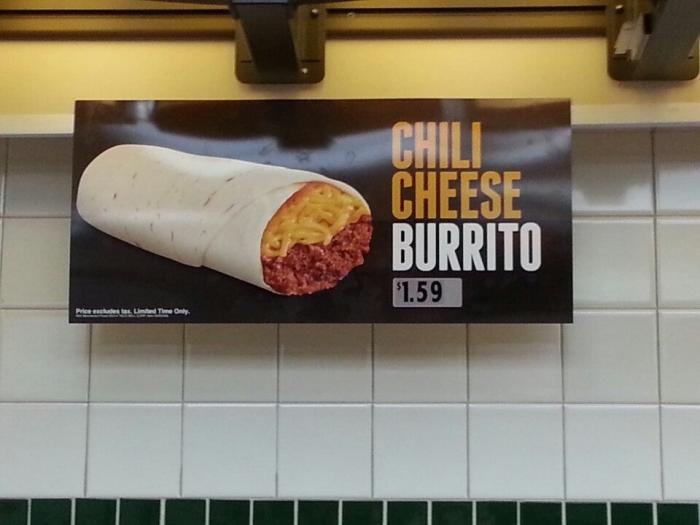 CHILI
CHEESE
BURRITO
$1.59
Price excludes tax. Limited Time Only.